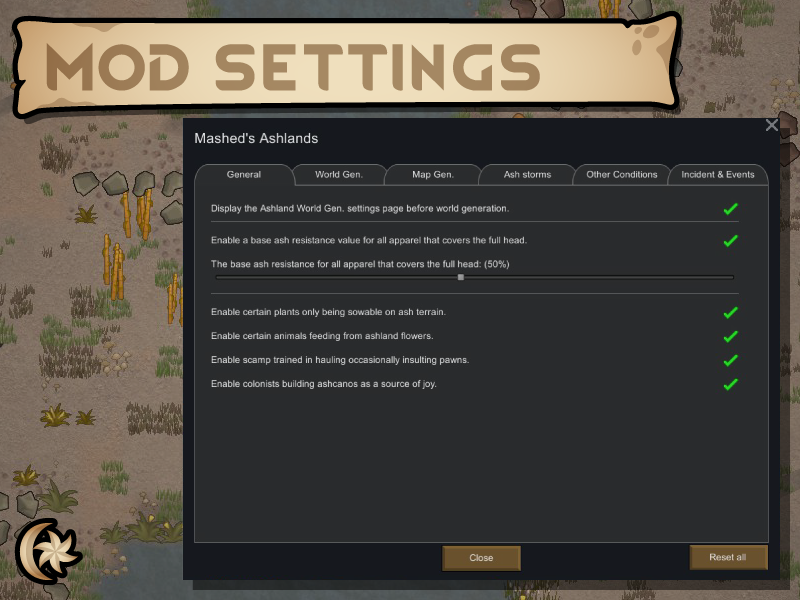 MOD SETTINGS
Mashed's Ashlands
General World Gen. Map Gen. Ash storms Other Conditions Incident & Events
Display the Ashland World Gen. settings page before world generation.
Enable a base ash resistance value for all apparel that covers the full head.
The base ash resistance for all apparel that covers the full head: (50%)
Enable certain plants only being sowable on ash terrain.
Enable certain animals feeding from ashland flowers.
Enable scamp trained in hauling occasionally insulting pawns.
Enable colonists building ashcanos as a source of joy.
Close Reset all